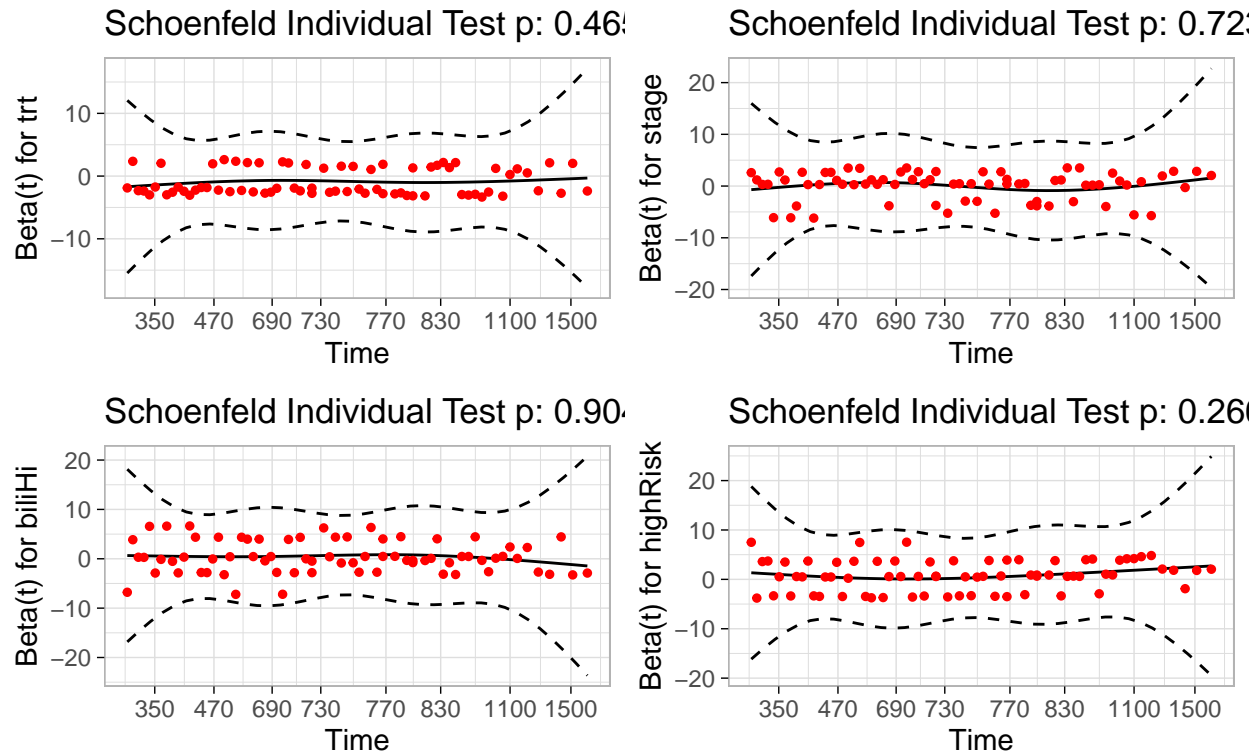 Schoenfeld Individual Test p: 0.465
Beta(t) for trt
10
0
−10
350 470 690 730 770 830 1100 1500
Time
Schoenfeld Individual Test p: 0.723
Beta(t) for stage
20
10
0
−10
−20
350 470 690 730 770 830 1100 1500
Time
Schoenfeld Individual Test p: 0.904
Beta(t) for biliHi
20
10
0
−10
−20
350 470 690 730 770 830 1100 1500
Time
Schoenfeld Individual Test p: 0.260
Beta(t) for highRisk
20
10
0
−10
−20
350 470 690 730 770 830 1100 1500
Time